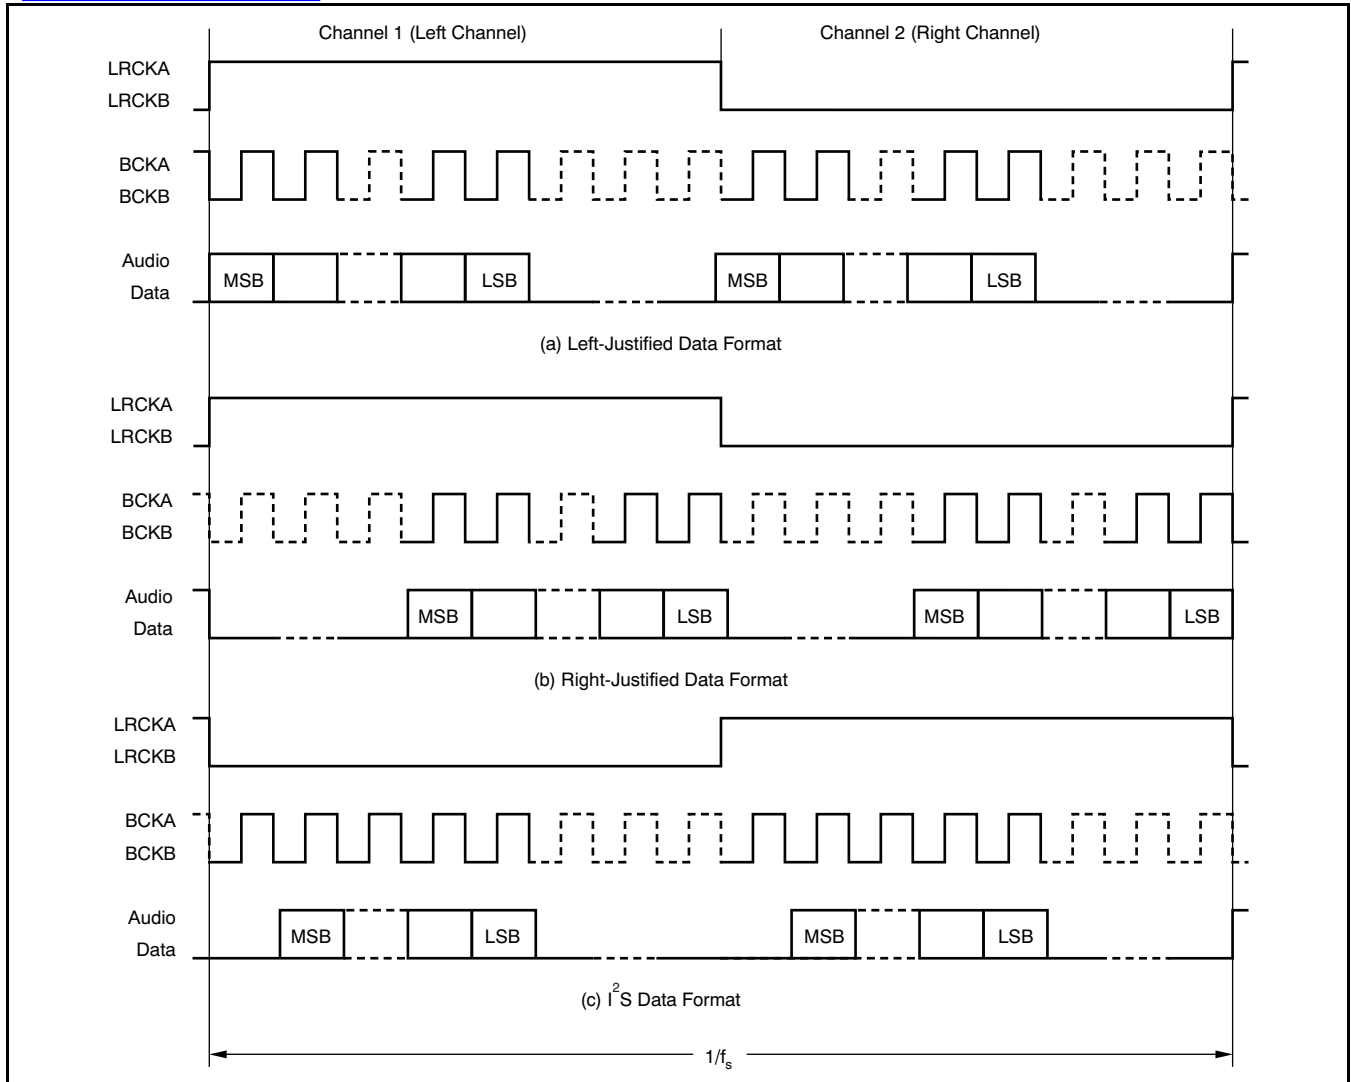 Channel 1 (Left Channel) Channel 2 (Right Channel)
LRCKA
LRCKB
BCKA
BCKB
Audio
Data
MSB LSB MSB LSB
(a) Left-Justified Data Format
LRCKA
LRCKB
BCKA
BCKB
Audio
Data
MSB LSB MSB LSB
(b) Right-Justified Data Format
LRCKA
LRCKB
BCKA
BCKB
Audio
Data
MSB LSB MSB LSB
(c) I²S Data Format
1/fₛ